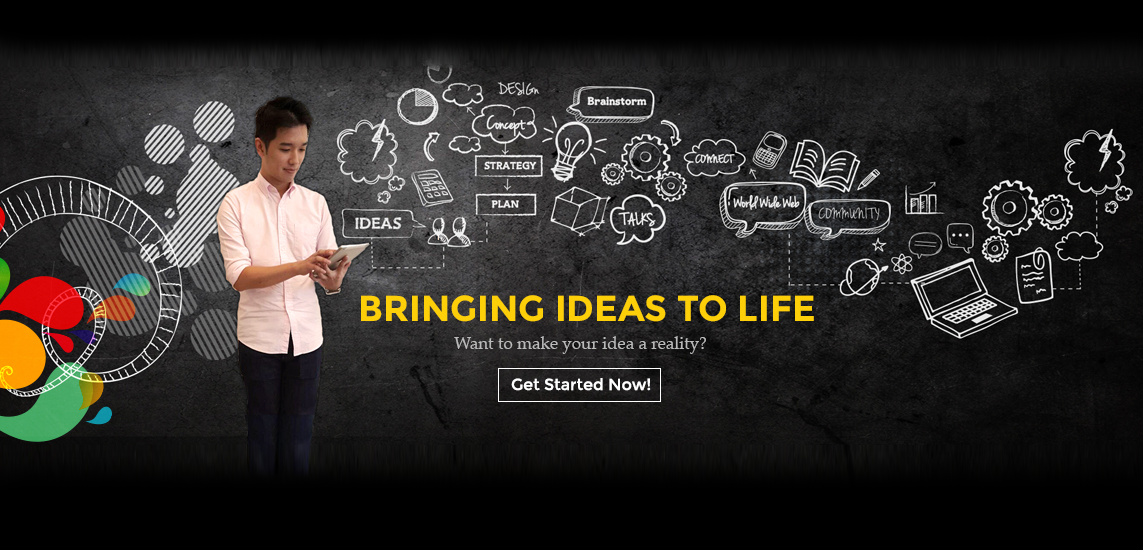 DESIGn
Concept
Brainstorm
STRATEGY
CONNECT
PLAN
IDEAS
TALKS
World Wide Web
COMMUNITY
BRINGING IDEAS TO LIFE
Want to make your idea a reality?
Get Started Now!